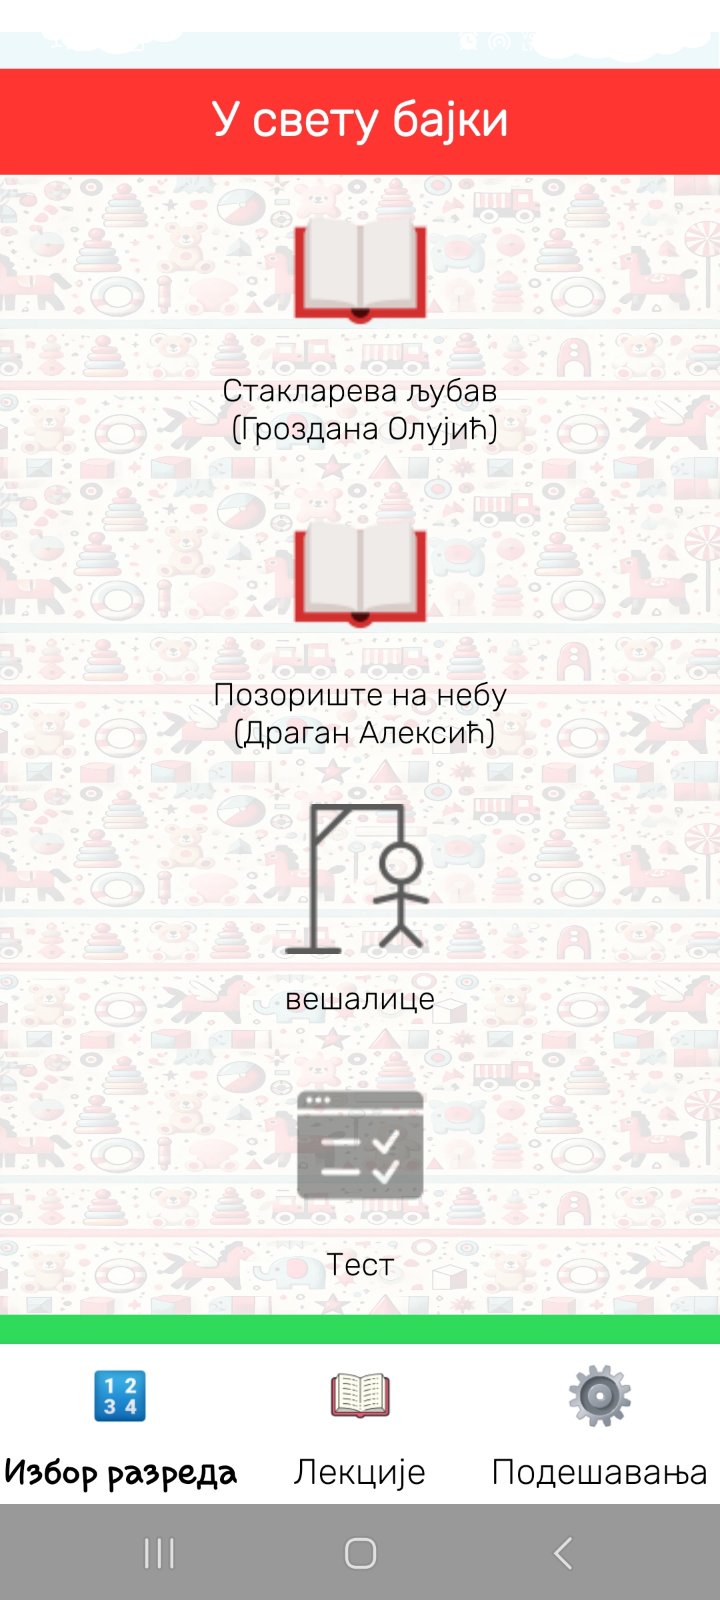 У свету бајки
Стакларева љубав
(Гроздана Олујић)
Позориште на небу
(Драган Алексић)
вешалице
Тест
1 2
3 4
Избор разреда
Лекције
Подешавања